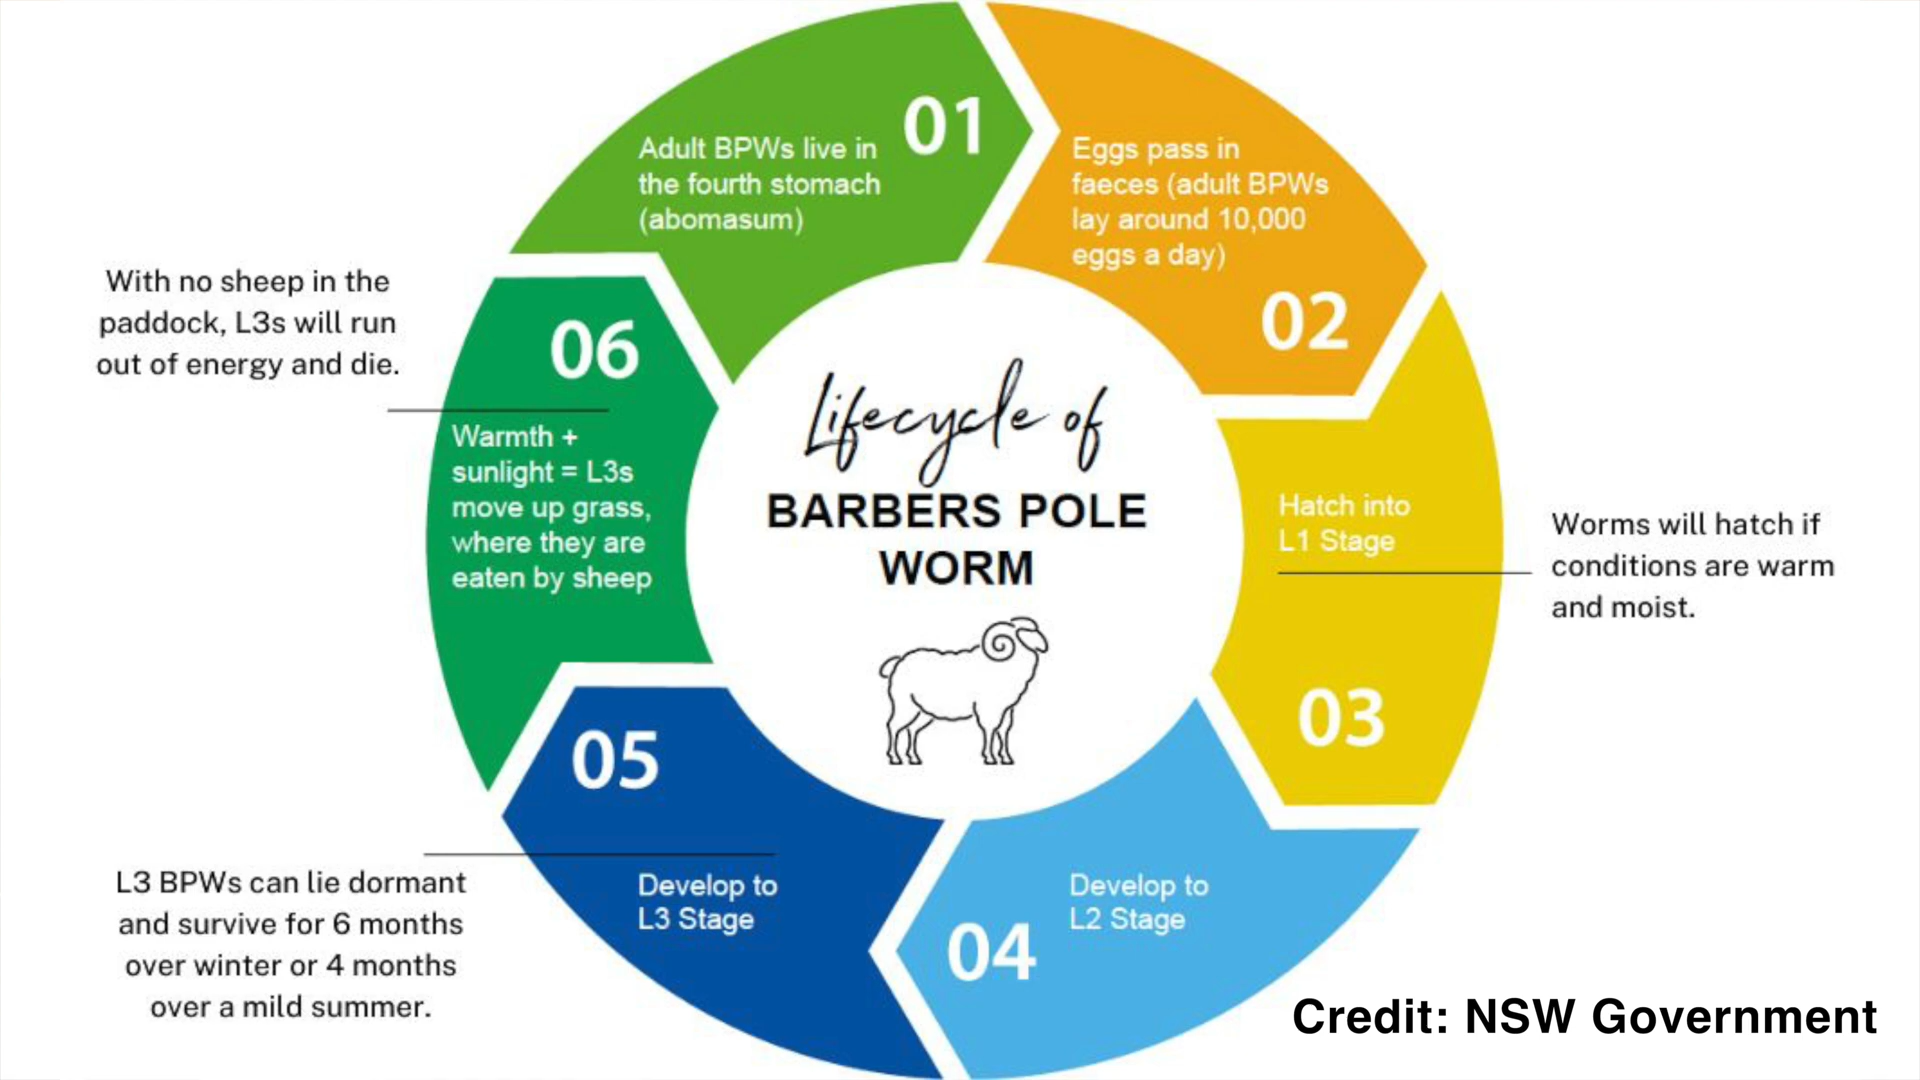 01
Adult BPWs live in
the fourth stomach
(abomasum)
Eggs pass in
faeces (adult BPWs
lay around 10,000
eggs a day)
02
Hatch into
L1 Stage
03
Worms will hatch if
conditions are warm
and moist.
Develop to
L2 Stage
04
05
Develop to
L3 Stage
L3 BPWs can lie dormant
and survive for 6 months
over winter or 4 months
over a mild summer.
06
Warmth +
sunlight = L3s
move up grass,
where they are
eaten by sheep
With no sheep in the
paddock, L3s will run
out of energy and die.
Lifecycle of
BARBERS POLE
WORM
Credit: NSW Government